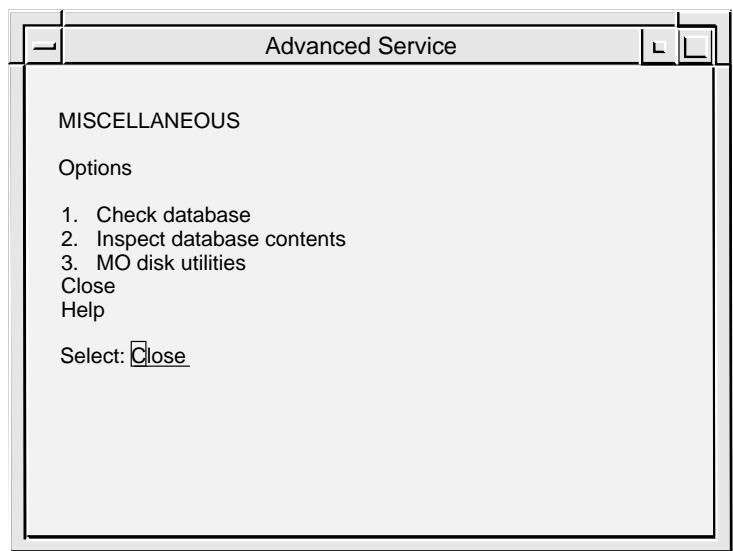 Advanced Service
MISCELLANEOUS
Options
1. Check database
2. Inspect database contents
3. MO disk utilities
Close
Help
Select: Close